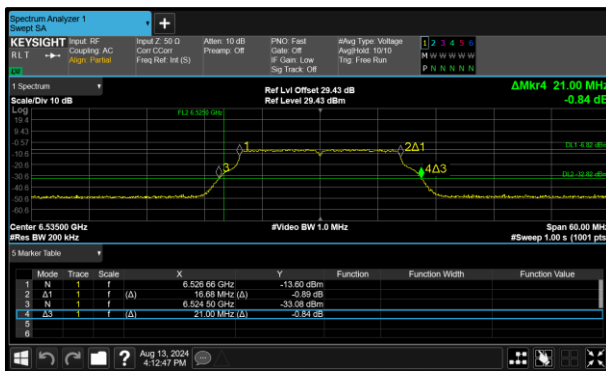 Spectrum Analyzer 1
Swept SA
+
KEYSIGHT Input: RF Input Z: 50 Ω Atten: 10 dB PNO: Fast #Avg Type: Voltage 1 2 3 4 5 6
RLT Coupling: AC Corr CCorr Preamp: Off Gate: Off Avg|Hold: 10/10 M W W W W W
Align: Partial Freq Ref: Int (S) IF Gain: Low Trig: Free Run
Sig Track: Off P N N N N N
1 Spectrum Ref Lvl Offset 29.43 dB ΔMkr4 21.00 MHz
Scale/Div 10 dB Ref Level 29.43 dBm -0.84 dB
Log
19.4 FL2 6.5250 GHz
9.43
-0.57 1 2Δ1 DL1 -6.82 dBm
-10.6
-20.6 3 4Δ3
-30.6 DL2 -32.82 dBm
-40.6
-50.6
-60.6
Center 6.53500 GHz #Video BW 1.0 MHz Span 60.00 MHz
#Res BW 200 kHz #Sweep 1.00 s (1001 pts)
5 Marker Table
Mode Trace Scale X Y Function Function Width Function Value
1 N 1 f 6.526 66 GHz -13.60 dBm
2 Δ1 1 f (Δ) 16.68 MHz (Δ) -0.89 dB
3 N 1 f 6.524 50 GHz -33.08 dBm
4 Δ3 1 f (Δ) 21.00 MHz (Δ) -0.84 dB
5
6
? Aug 13, 2024
4:12:47 PM